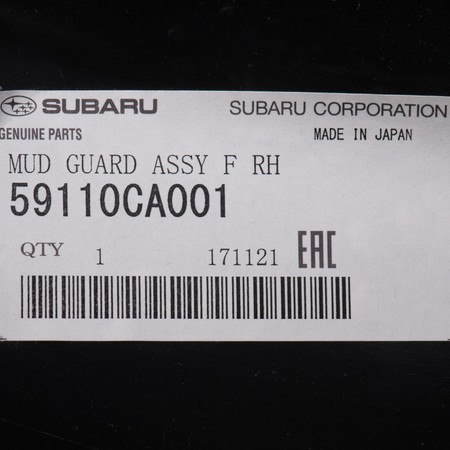 SUBARU SUBARU CORPORATION
GENUINE PARTS MADE IN JAPAN
MUD GUARD ASSY F RH
59110CA001
QTY 1 171121 EAC